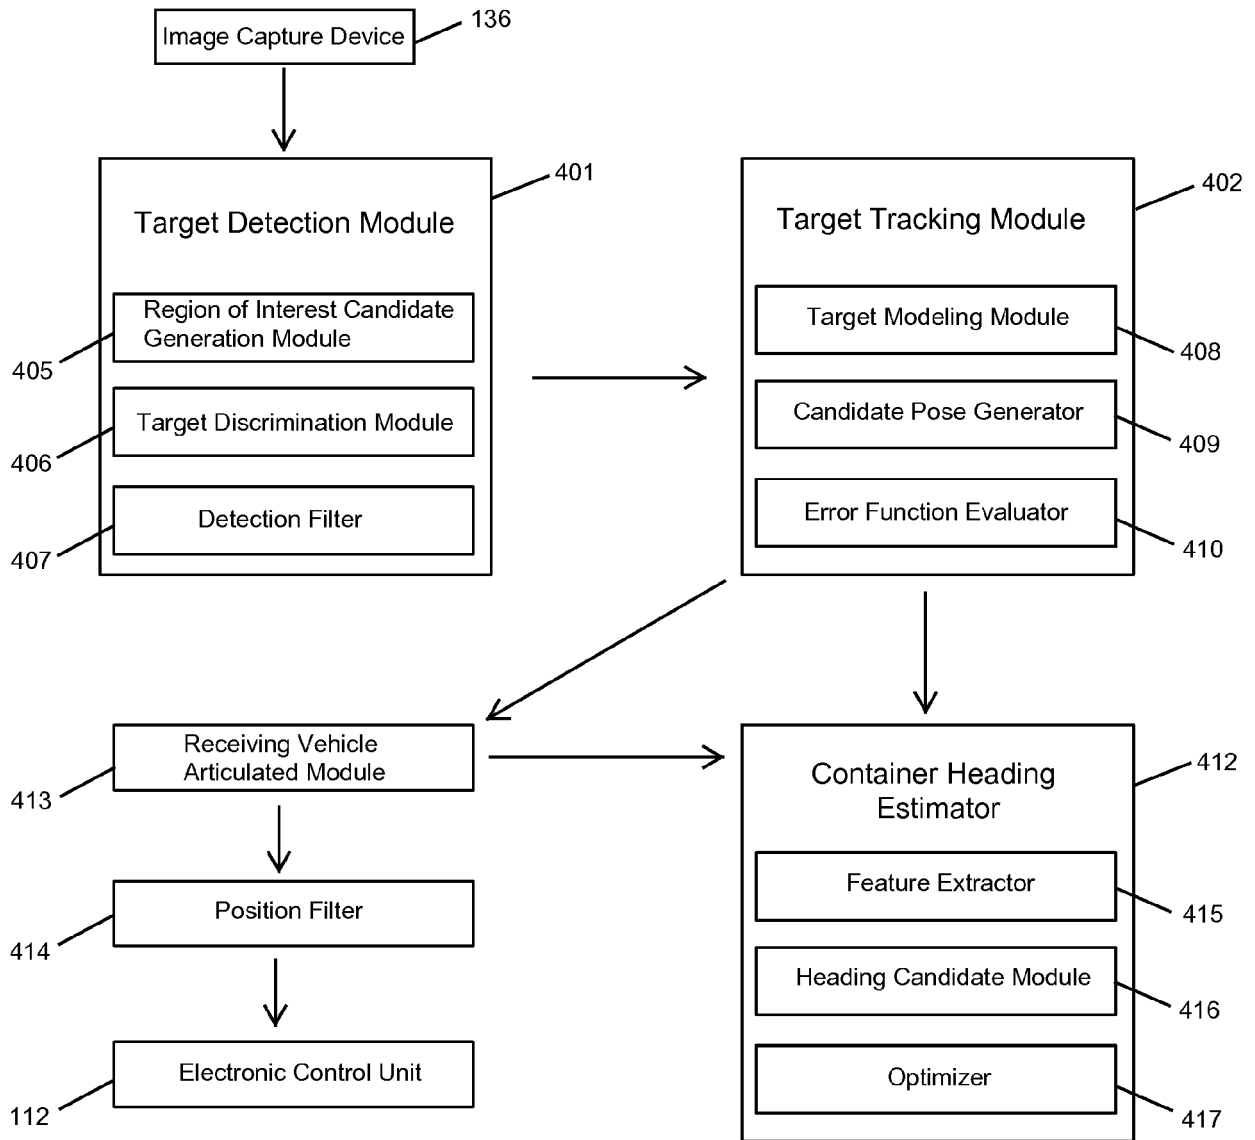 Image Capture Device
136
401
Target Detection Module
Region of Interest Candidate
Generation Module
405
Target Discrimination Module
406
Detection Filter
407
402
Target Tracking Module
Target Modeling Module
408
Candidate Pose Generator
409
Error Function Evaluator
410
Receiving Vehicle
Articulated Module
413
Position Filter
414
Electronic Control Unit
112
412
Container Heading
Estimator
Feature Extractor
415
Heading Candidate Module
416
Optimizer
417